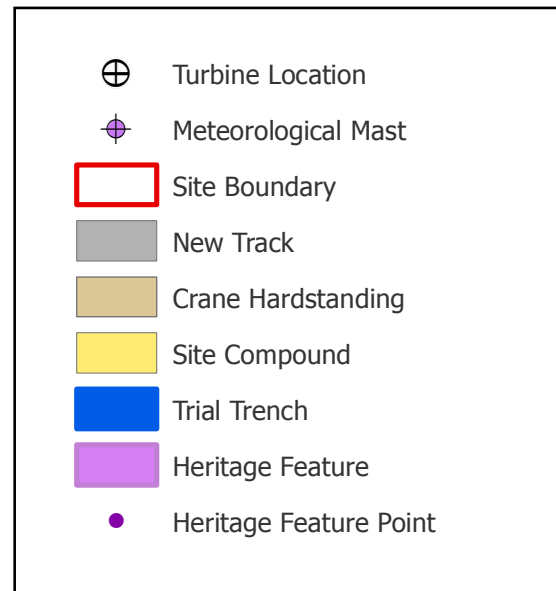 Turbine Location
Meteorological Mast
Site Boundary
New Track
Crane Hardstanding
Site Compound
Trial Trench
Heritage Feature
Heritage Feature Point